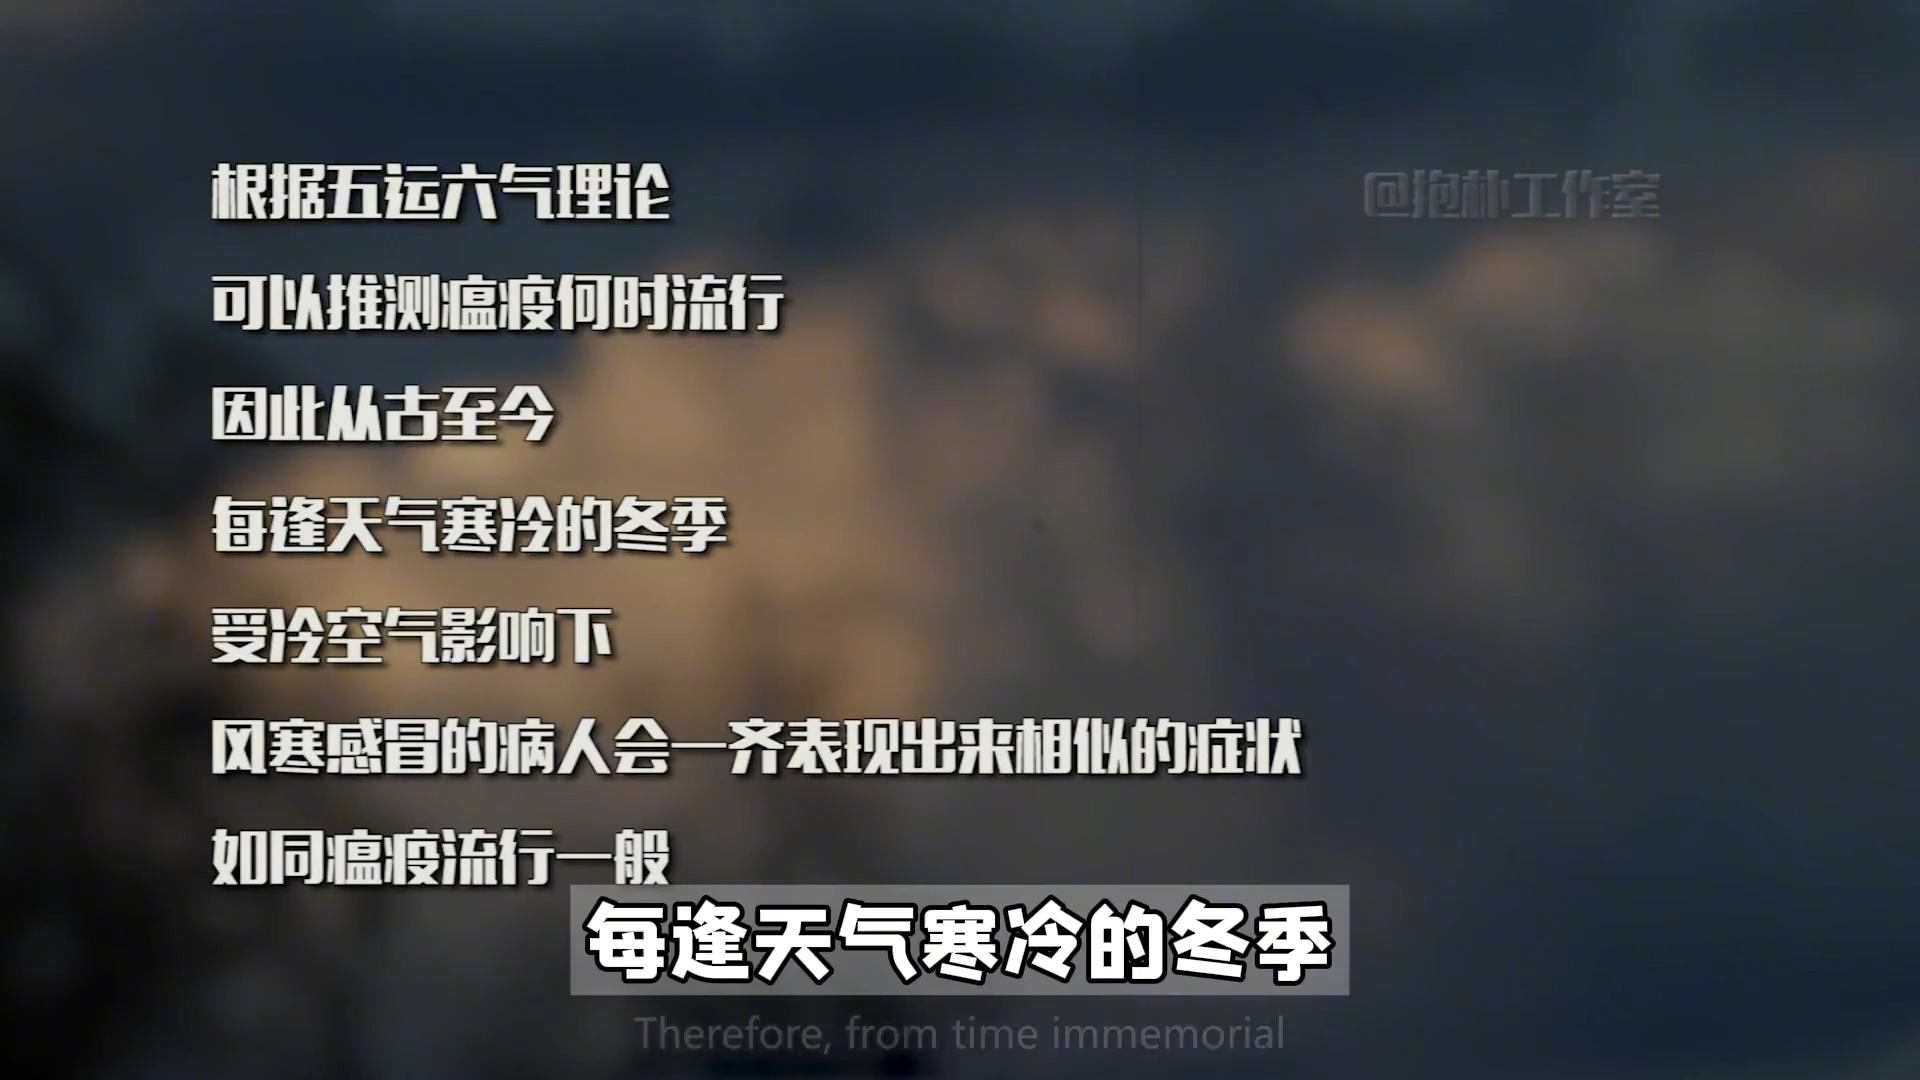 根据五运六气理论
@抱朴工作室
可以推测瘟疫何时流行
因此从古至今
每逢天气寒冷的冬季
受冷空气影响下
风寒感冒的病人会一齐表现出来相似的症状
如同瘟疫流行一般
每逢天气寒冷的冬季
Therefore, from time immemorial